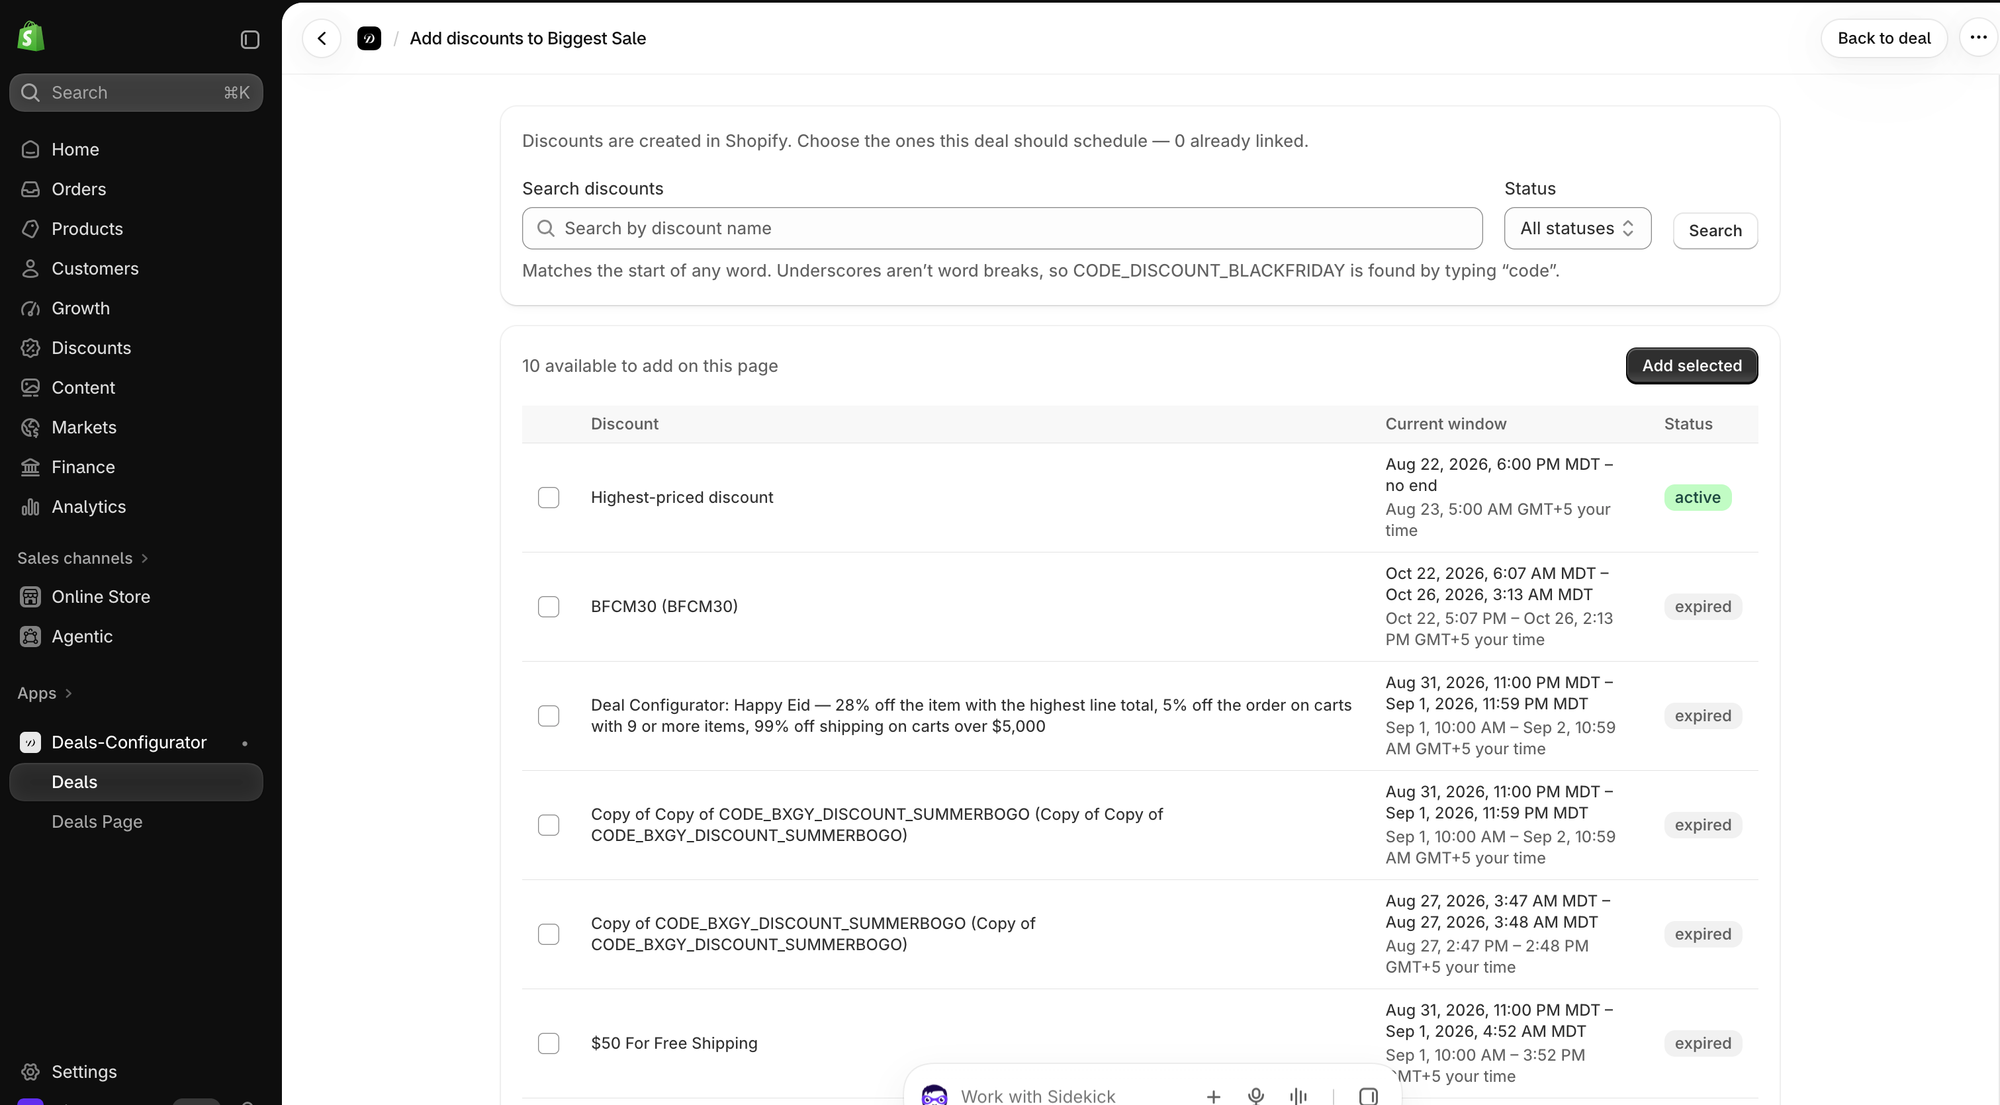 Add discounts to Biggest Sale
Back to deal
Search
⌘K
Home
Orders
Products
Customers
Growth
Discounts
Content
Markets
Finance
Analytics
Sales channels
Online Store
Agentic
Apps
Deals-Configurator
Deals
Deals Page
Settings
Discounts are created in Shopify. Choose the ones this deal should schedule — 0 already linked.
Search discounts
Status
Search by discount name
All statuses
Search
Matches the start of any word. Underscores aren’t word breaks, so CODE_DISCOUNT_BLACKFRIDAY is found by typing “code”.
10 available to add on this page
Add selected
Discount
Current window
Status
Highest-priced discount
Aug 22, 2026, 6:00 PM MDT –
no end
Aug 23, 5:00 AM GMT+5 your
time
active
BFCM30 (BFCM30)
Oct 22, 2026, 6:07 AM MDT –
Oct 26, 2026, 3:13 AM MDT
Oct 22, 5:07 PM – Oct 26, 2:13
PM GMT+5 your time
expired
Deal Configurator: Happy Eid — 28% off the item with the highest line total, 5% off the order on carts
with 9 or more items, 99% off shipping on carts over $5,000
Aug 31, 2026, 11:00 PM MDT –
Sep 1, 2026, 11:59 PM MDT
Sep 1, 10:00 AM – Sep 2, 10:59
AM GMT+5 your time
expired
Copy of Copy of CODE_BXGY_DISCOUNT_SUMMERBOGO (Copy of Copy of
CODE_BXGY_DISCOUNT_SUMMERBOGO)
Aug 31, 2026, 11:00 PM MDT –
Sep 1, 2026, 11:59 PM MDT
Sep 1, 10:00 AM – Sep 2, 10:59
AM GMT+5 your time
expired
Copy of CODE_BXGY_DISCOUNT_SUMMERBOGO (Copy of
CODE_BXGY_DISCOUNT_SUMMERBOGO)
Aug 27, 2026, 3:47 AM MDT –
Aug 27, 2026, 3:48 AM MDT
Aug 27, 2:47 PM – 2:48 PM
GMT+5 your time
expired
$50 For Free Shipping
Aug 31, 2026, 11:00 PM MDT –
Sep 1, 2026, 4:52 AM MDT
Sep 1, 10:00 AM – 3:52 PM
GMT+5 your time
expired
Work with Sidekick